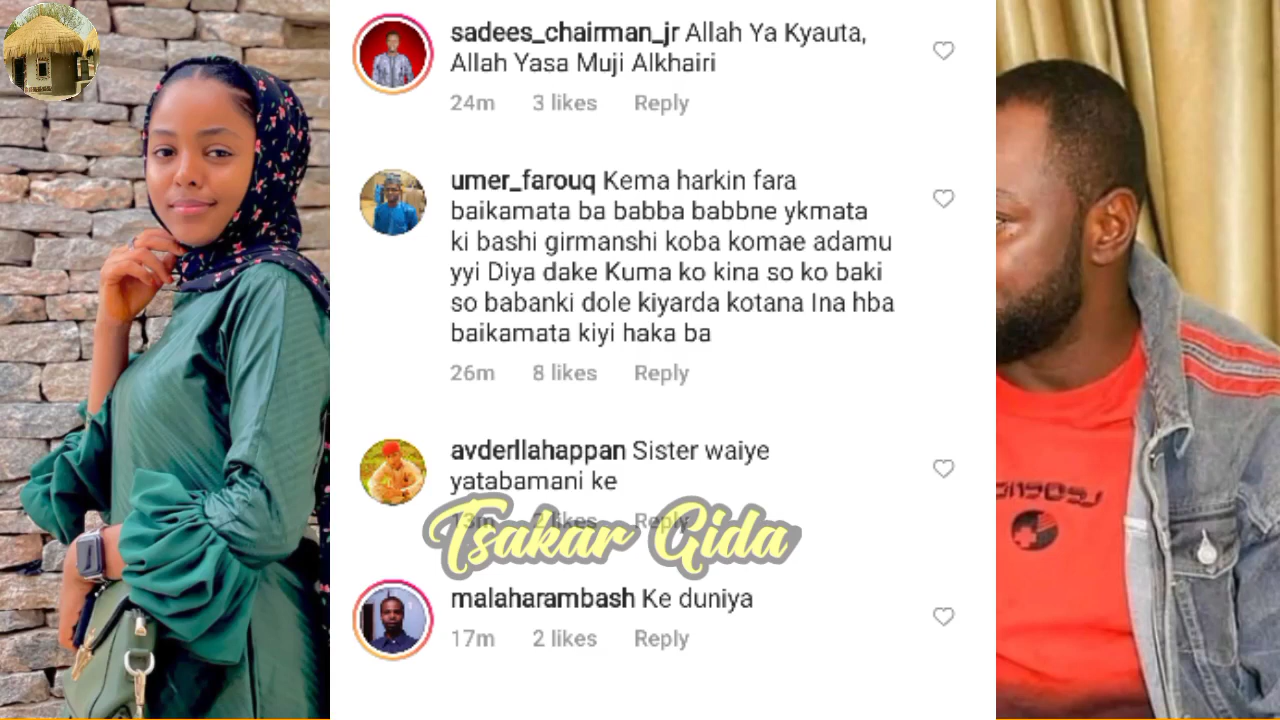 sadees_chairman_jr Allah Ya Kyauta,
Allah Yasa Muji Alkhairi
24m 3 likes Reply
umer_farouq Kema harkin fara
baikamata ba babba babbne ykmata
ki bashi girmanshi koba komae adamu
yyi Diya dake Kuma ko kina so ko baki
so babanki dole kiyarda kotana Ina hba
baikamata kiyi haka ba
26m 8 likes Reply
avderllahappan Sister waiye
yatabamani ke
13m 2 likes Reply
Tsakar Gida
malaharambash Ke duniya
17m 2 likes Reply